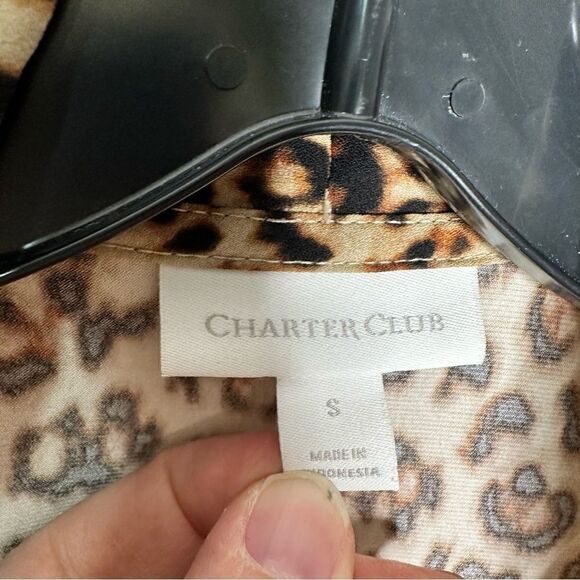 CHARTER CLUB
S
MADE IN
INDONESIA